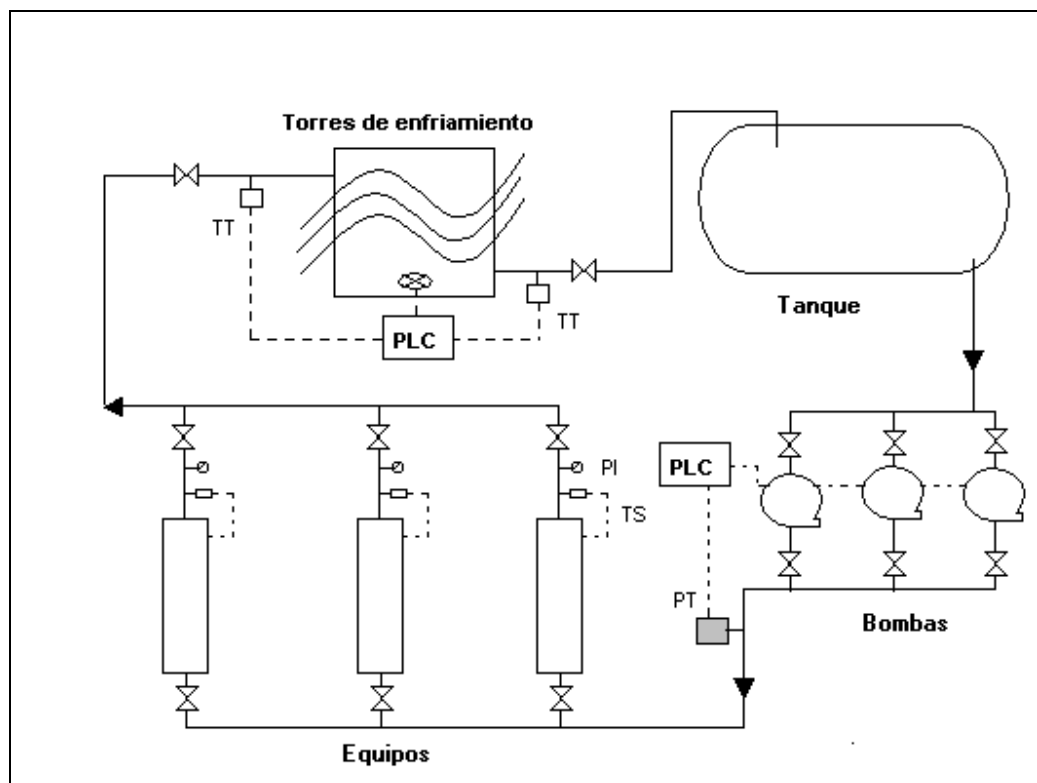 Torres de enfriamiento
TT
TT
PLC
Tanque
PI
PLC
TS
PT
Bombas
Equipos